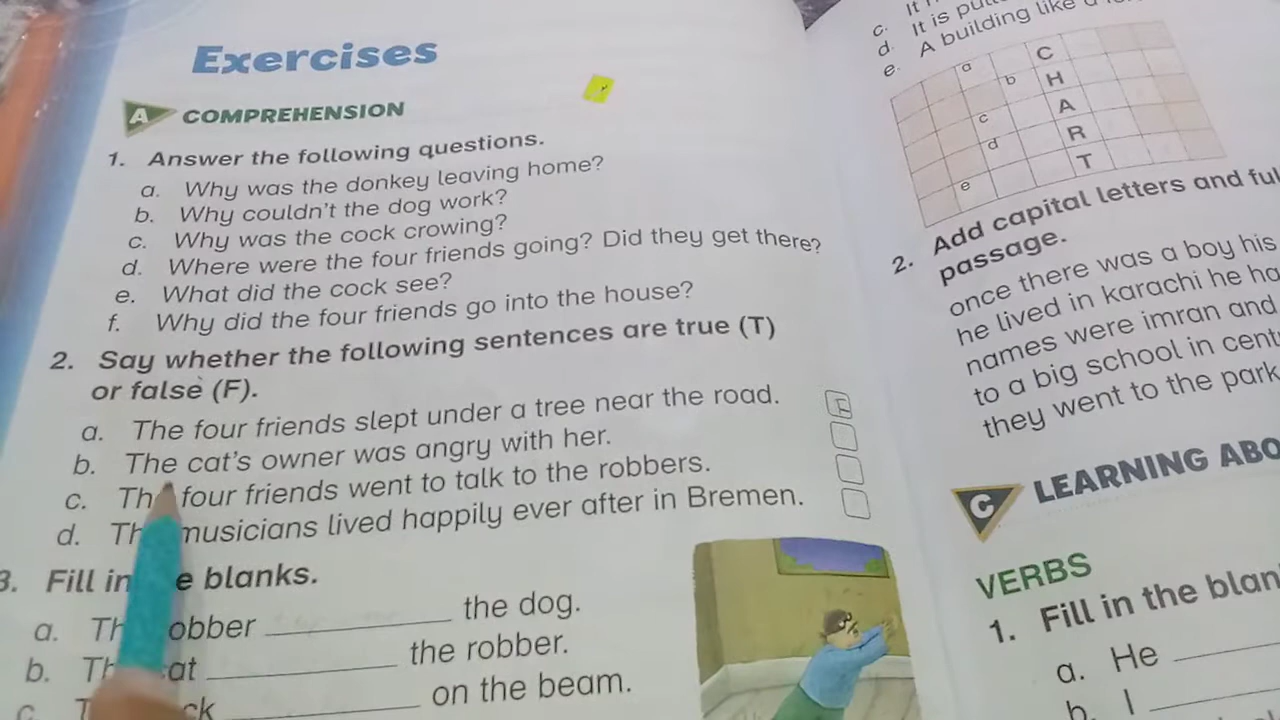 Exercises
A COMPREHENSION
1. Answer the following questions.
a. Why was the donkey leaving home?
b. Why couldn't the dog work?
c. Why was the cock crowing?
d. Where were the four friends going? Did they get there?
e. What did the cock see?
f. Why did the four friends go into the house?
2. Say whether the following sentences are true (T)
or false (F).
a. The four friends slept under a tree near the road.
b. The cat's owner was angry with her.
c. four friends went to talk to the robbers.
d. musicians lived happily ever after in Bremen.
3. Fill in blanks.
a. the dog.
b. the robber.
on the beam.
c. It
d. It is
e. A building like a
a
C
b
H
c
A
d
R
e
T
2. Add capital letters and
passage.
once there was a boy his
he lived in karachi he
names were imran and
to a big school in
they went to the park
C LEARNING
VERBS
1. Fill in the
a. He
b. I